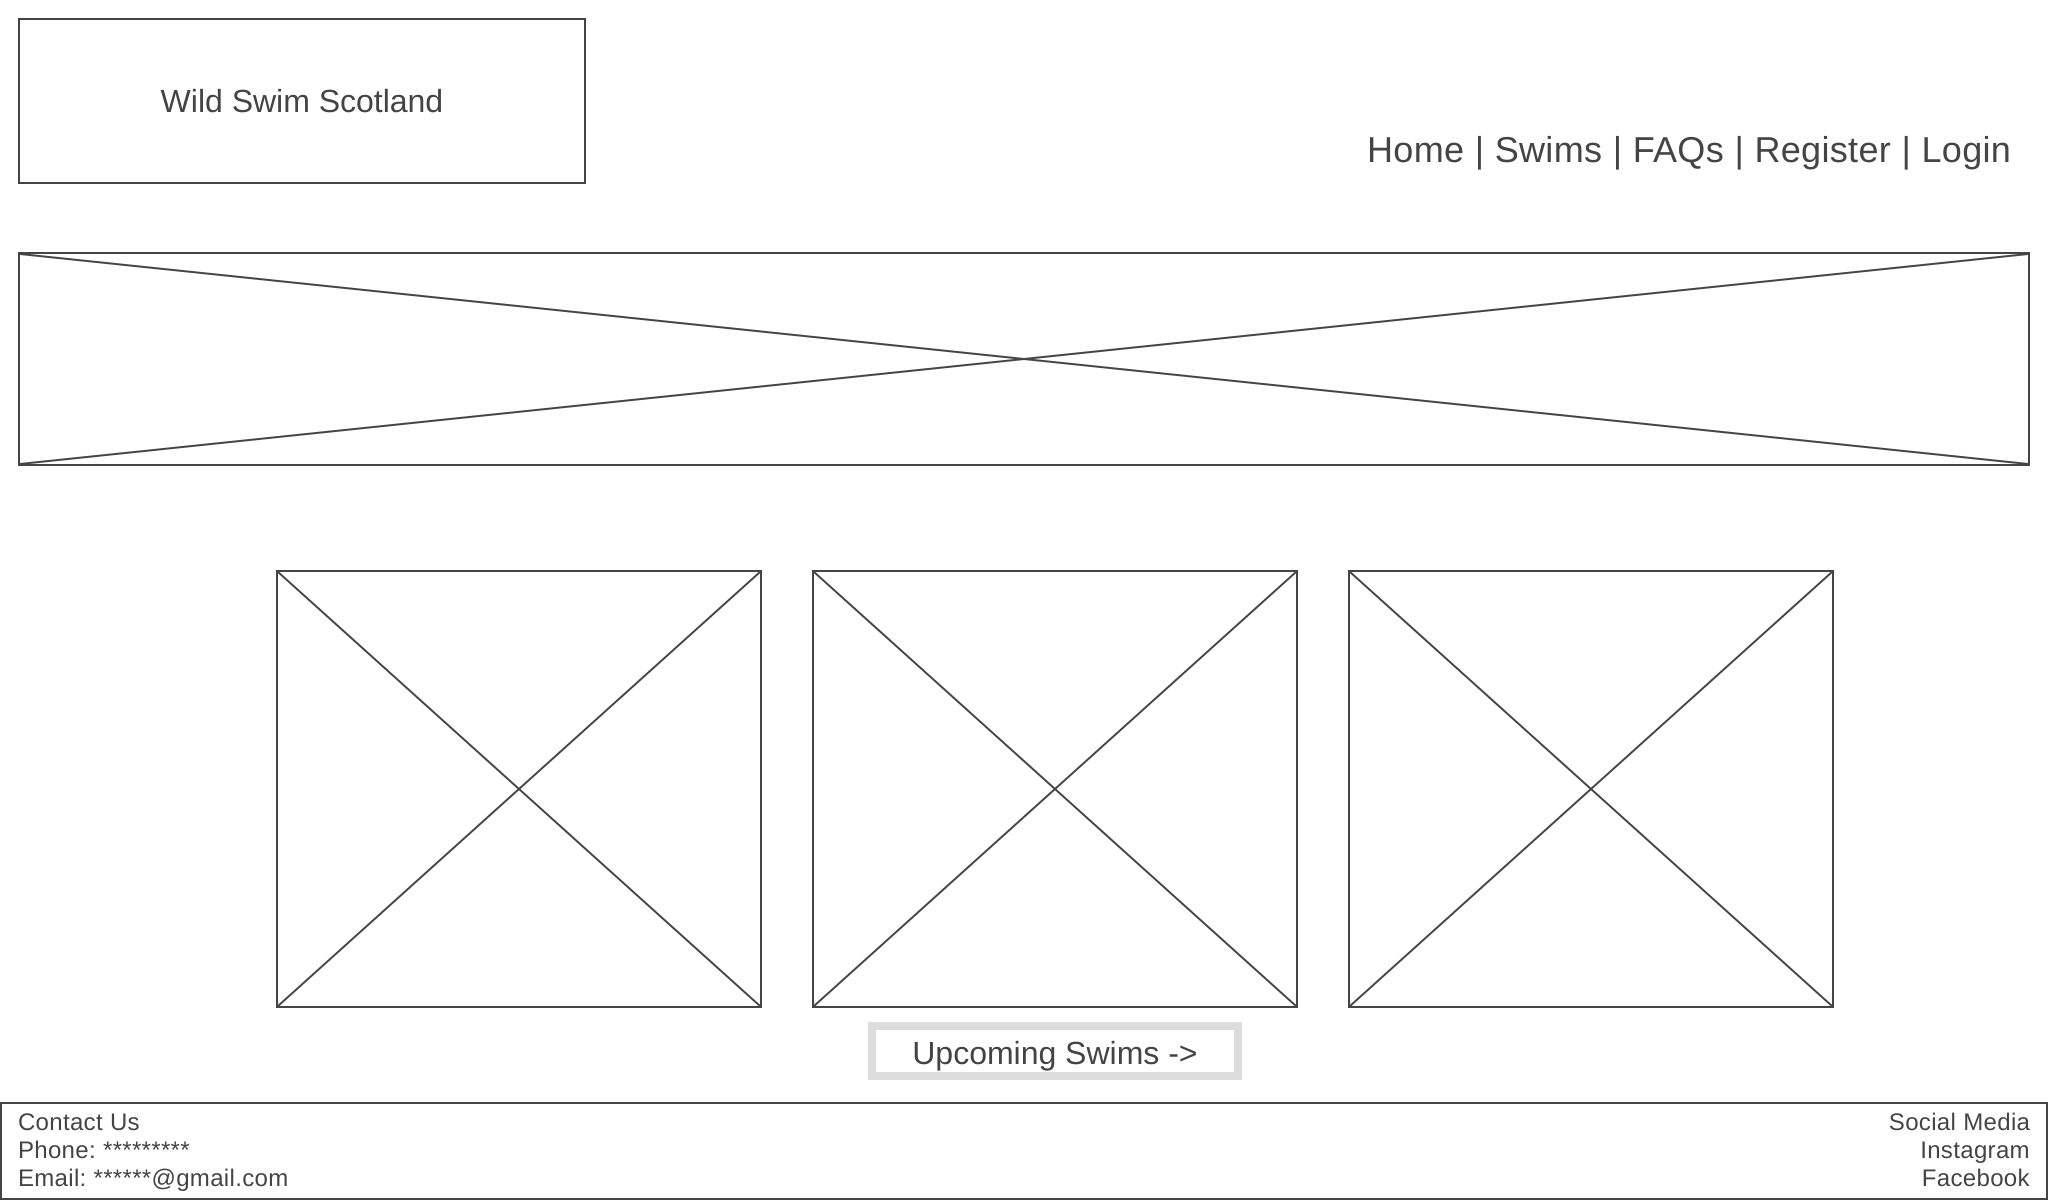 Wild Swim Scotland
Home | Swims | FAQs | Register | Login
Upcoming Swims ->
Contact Us
Phone: *********
Email: ******@gmail.com
Social Media
Instagram
Facebook